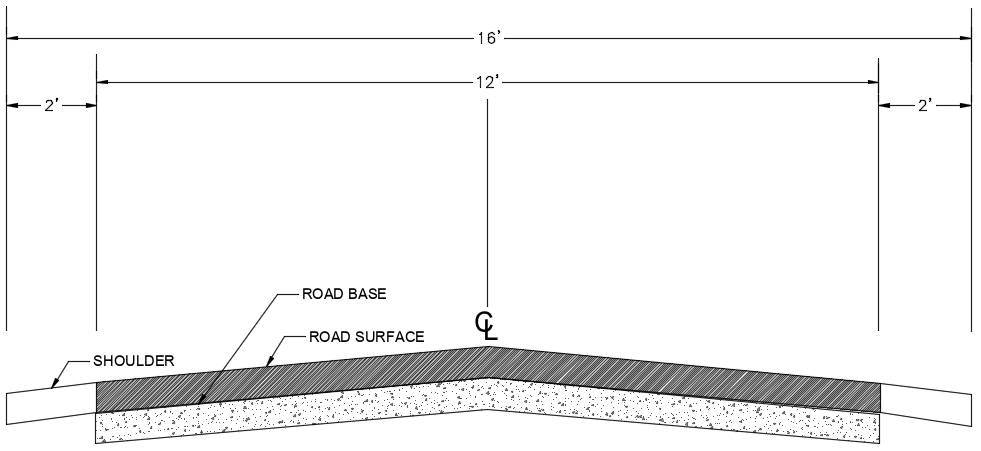 16'
12'
2'
2'
ROAD BASE
℄
ROAD SURFACE
SHOULDER